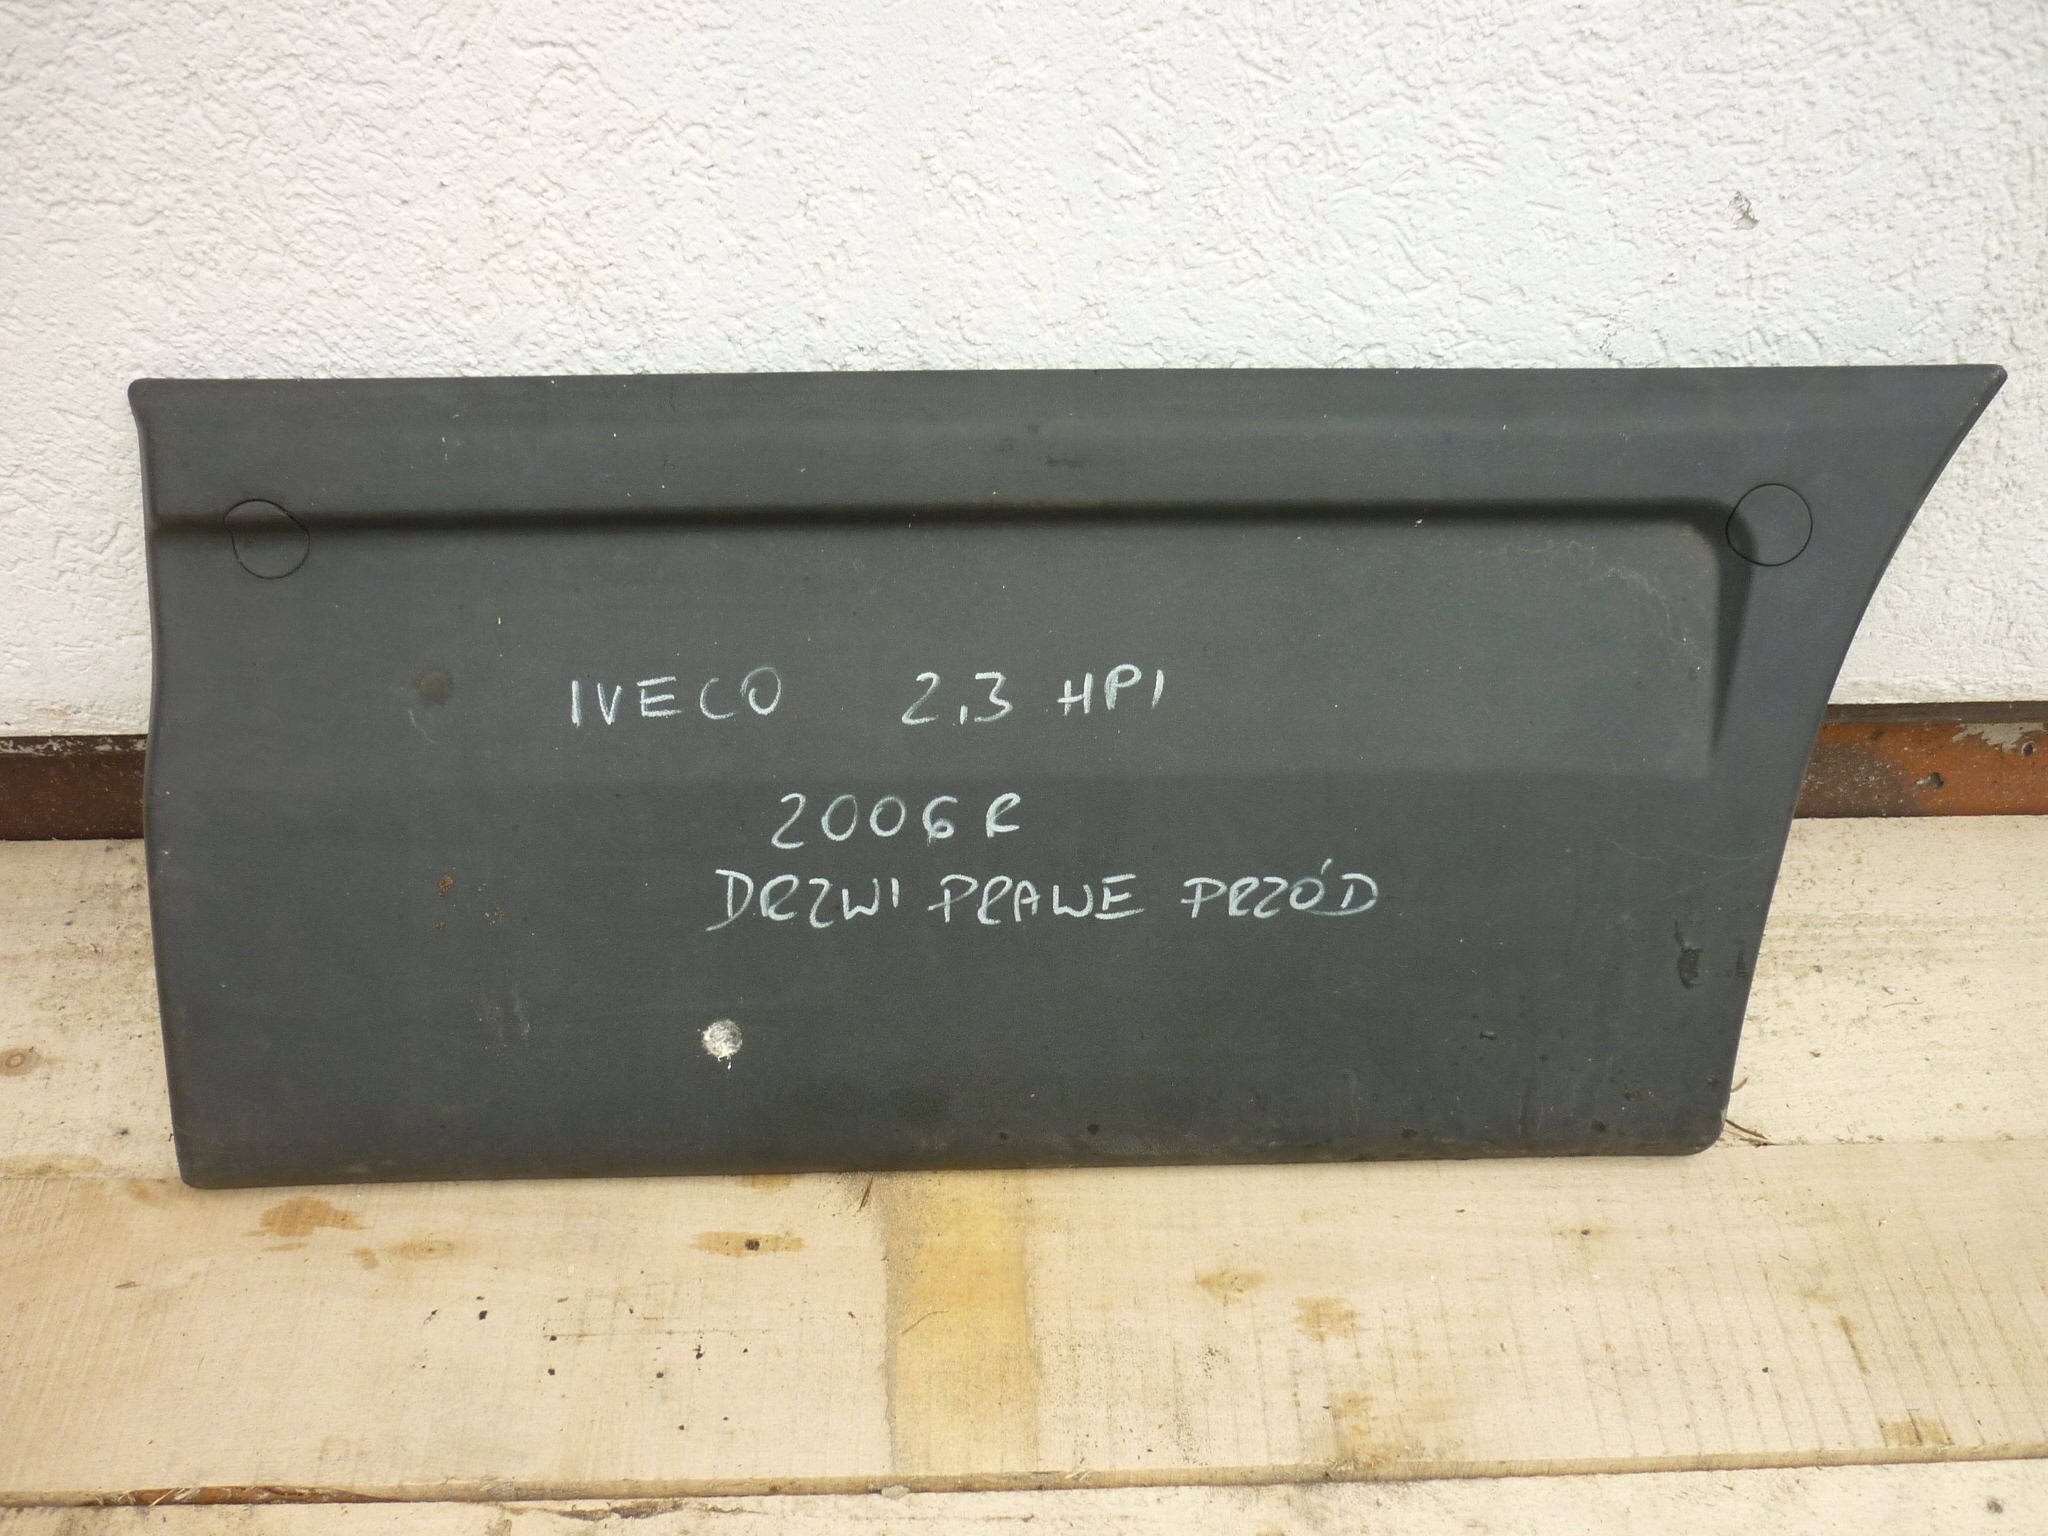 IVECO 2,3 HPI
2006R
DRZWI PRAWE PRZÓD